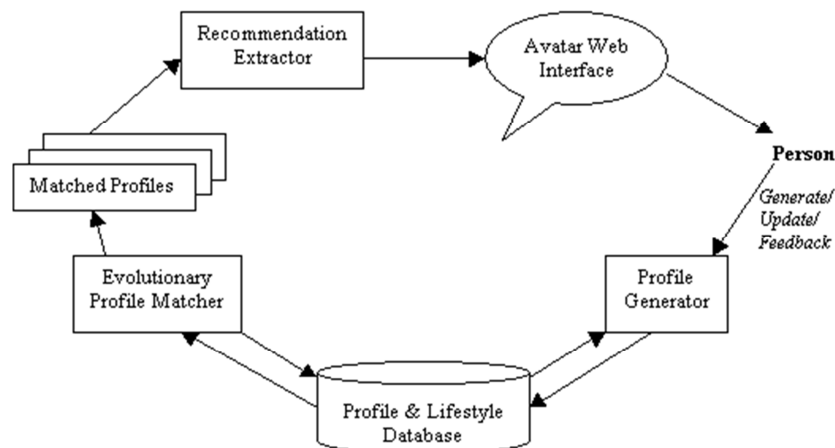 Recommendation
Extractor
Avatar Web
Interface
Person
Generate/
Update/
Feedback
Matched Profiles
Evolutionary
Profile Matcher
Profile
Generator
Profile & Lifestyle
Database